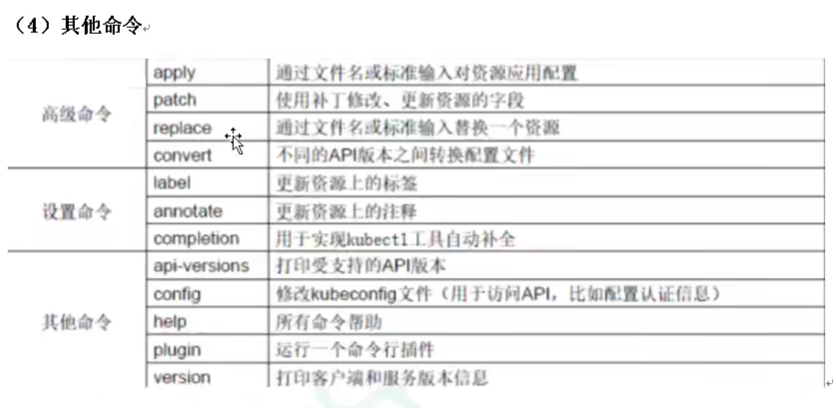 （4）其他命令
apply 通过文件名或标准输入对资源应用配置
patch 使用补丁修改、更新资源的字段
高级命令
replace 通过文件名或标准输入替换一个资源
convert 不同的API版本之间转换配置文件
label 更新资源上的标签
设置命令 annotate 更新资源上的注释
completion 用于实现kubectl工具自动补全
api-versions 打印受支持的API版本
config 修改kubeconfig文件（用于访问API，比如配置认证信息）
其他命令 help 所有命令帮助
plugin 运行一个命令行插件
version 打印客户端和服务版本信息